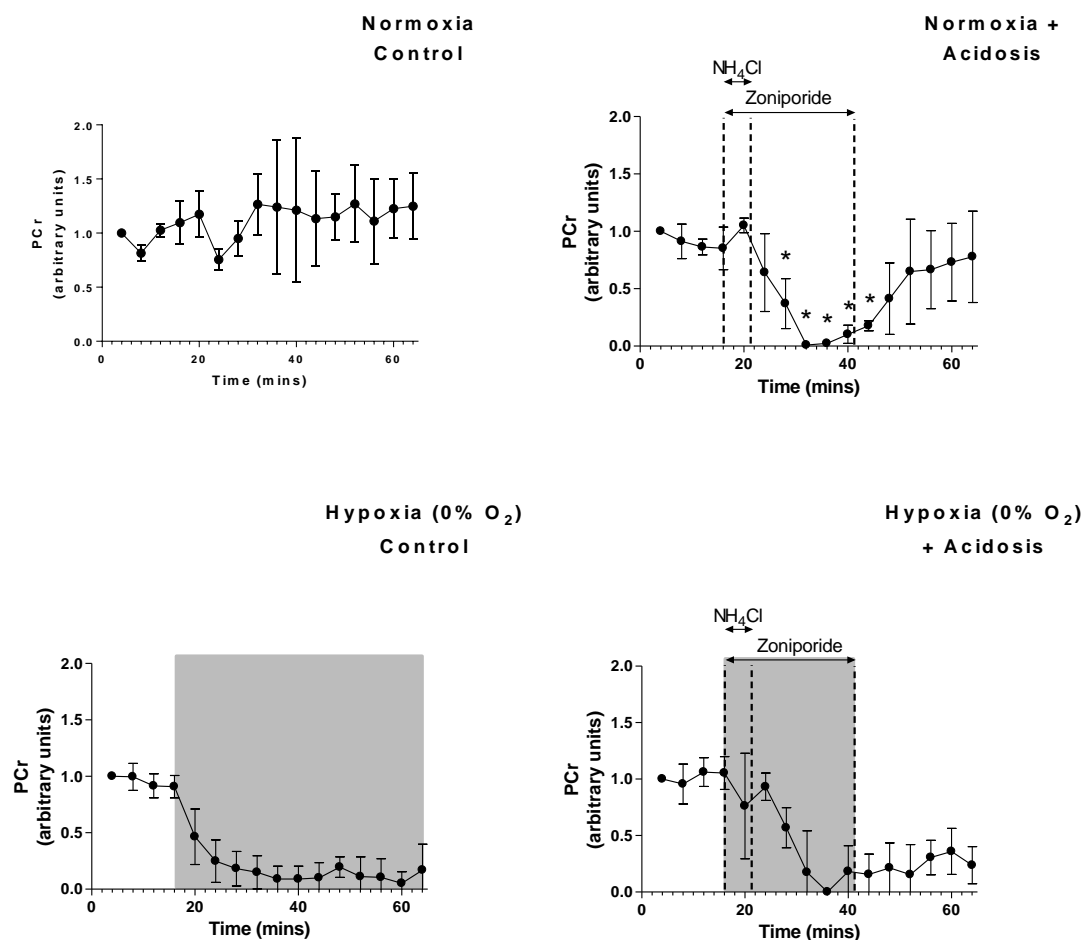 Normoxia
Control
2.0
1.5
1.0
0.5
0.0
PCr
(arbitrary units)
0 20 40 60
Time (mins)
Normoxia +
Acidosis
NH₄Cl
Zoniporide
2.0
1.5
1.0
0.5
0.0
PCr
(arbitrary units)
* * * * *
0 20 40 60
Time (mins)
Hypoxia (0% O₂)
Control
2.0
1.5
1.0
0.5
0.0
PCr
(arbitrary units)
0 20 40 60
Time (mins)
Hypoxia (0% O₂)
+ Acidosis
NH₄Cl
Zoniporide
2.0
1.5
1.0
0.5
0.0
PCr
(arbitrary units)
0 20 40 60
Time (mins)